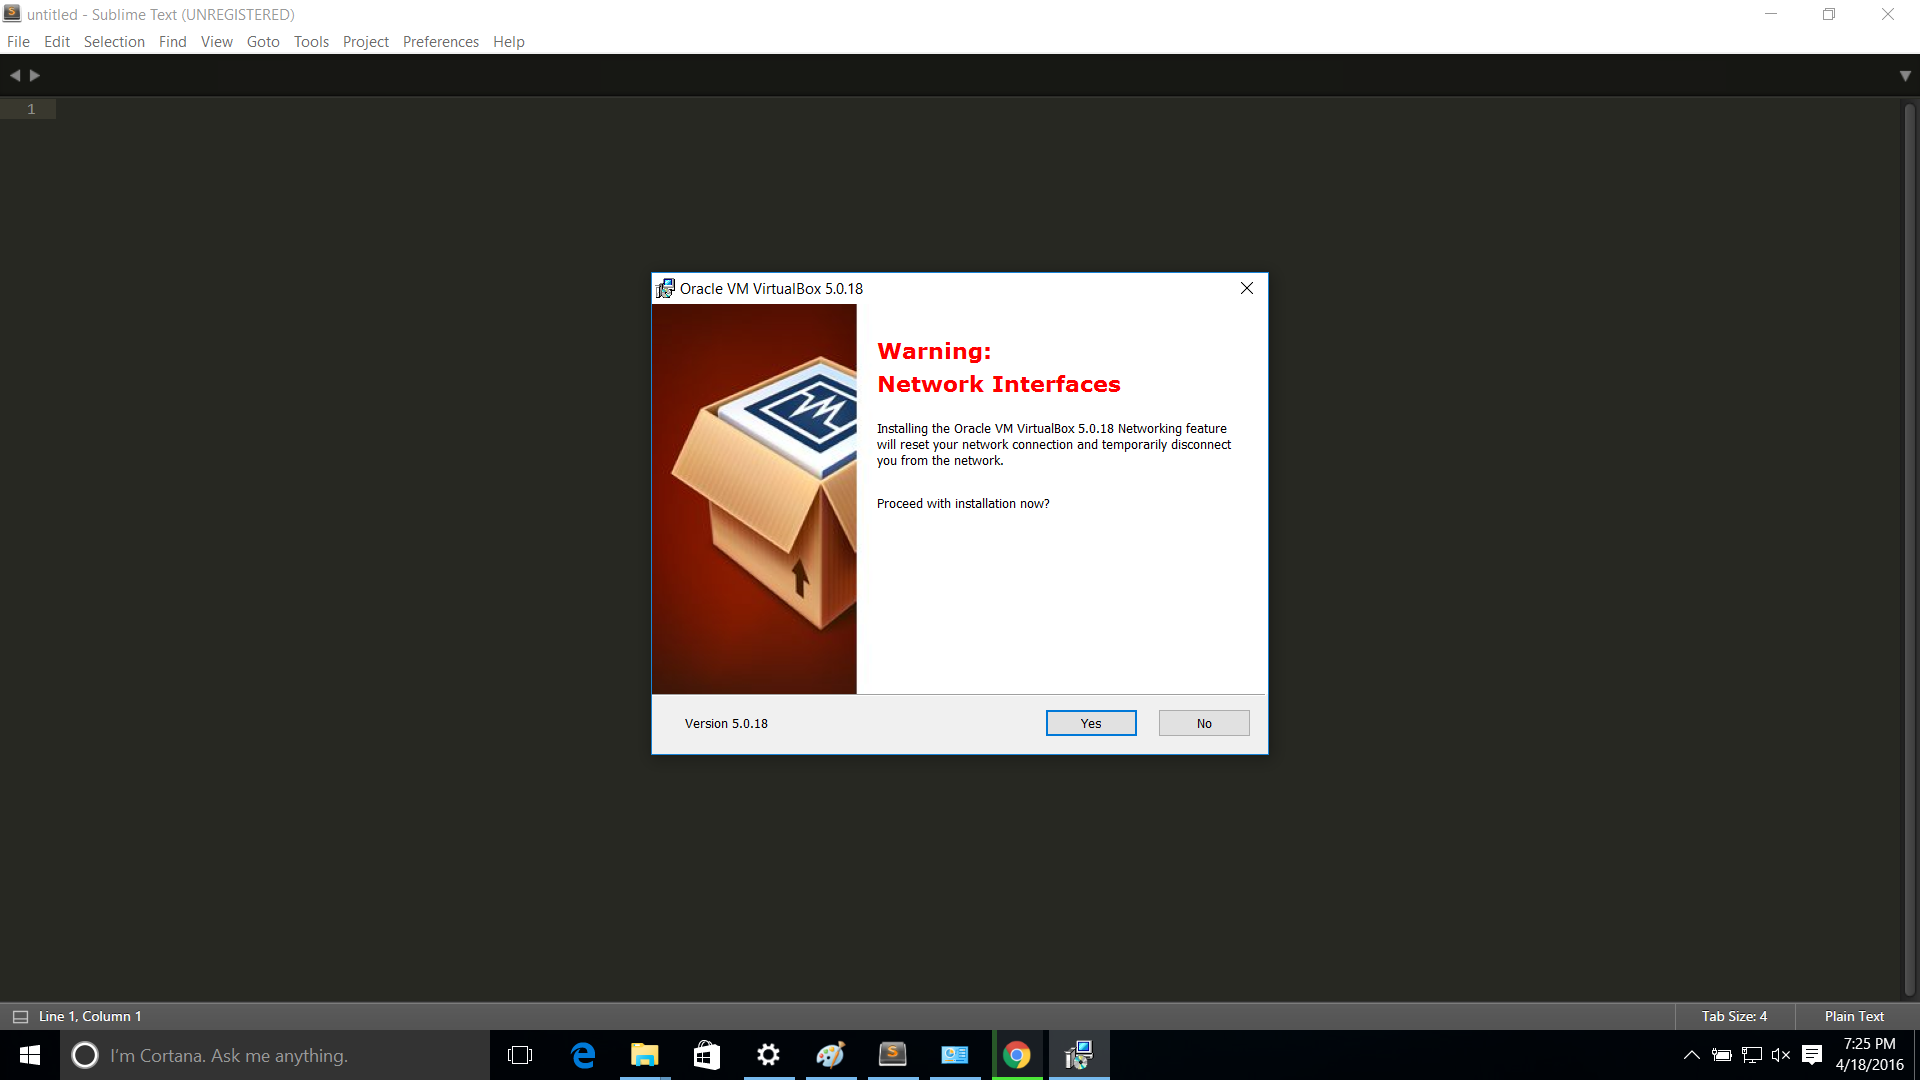 untitled - Sublime Text (UNREGISTERED)
File Edit Selection Find View Goto Tools Project Preferences Help
1
Oracle VM VirtualBox 5.0.18
Warning:
Network Interfaces
Installing the Oracle VM VirtualBox 5.0.18 Networking feature
will reset your network connection and temporarily disconnect
you from the network.
Proceed with installation now?
Version 5.0.18
Yes
No
Line 1, Column 1
Tab Size: 4
Plain Text
I'm Cortana. Ask me anything.
7:25 PM
4/18/2016